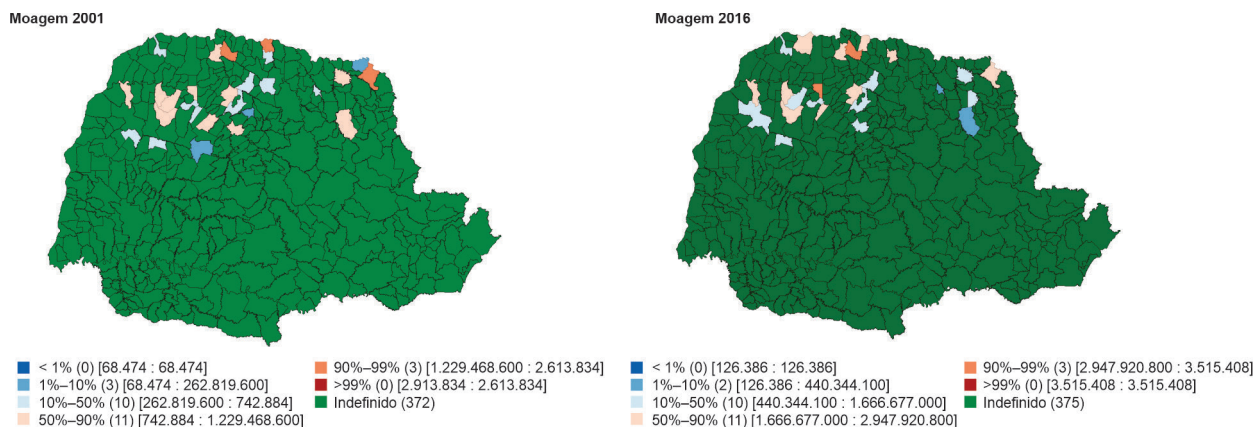 Moagem 2001
< 1% (0) [68.474 : 68.474]
1%–10% (3) [68.474 : 262.819.600]
10%–50% (10) [262.819.600 : 742.884]
50%–90% (11) [742.884 : 1.229.468.600]
90%–99% (3) [1.229.468.600 : 2.613.834]
>99% (0) [2.913.834 : 2.613.834]
Indefinido (372)
Moagem 2016
< 1% (0) [126.386 : 126.386]
1%–10% (2) [126.386 : 440.344.100]
10%–50% (10) [440.344.100 : 1.666.677.000]
50%–90% (11) [1.666.677.000 : 2.947.920.800]
90%–99% (3) [2.947.920.800 : 3.515.408]
>99% (0) [3.515.408 : 3.515.408]
Indefinido (375)